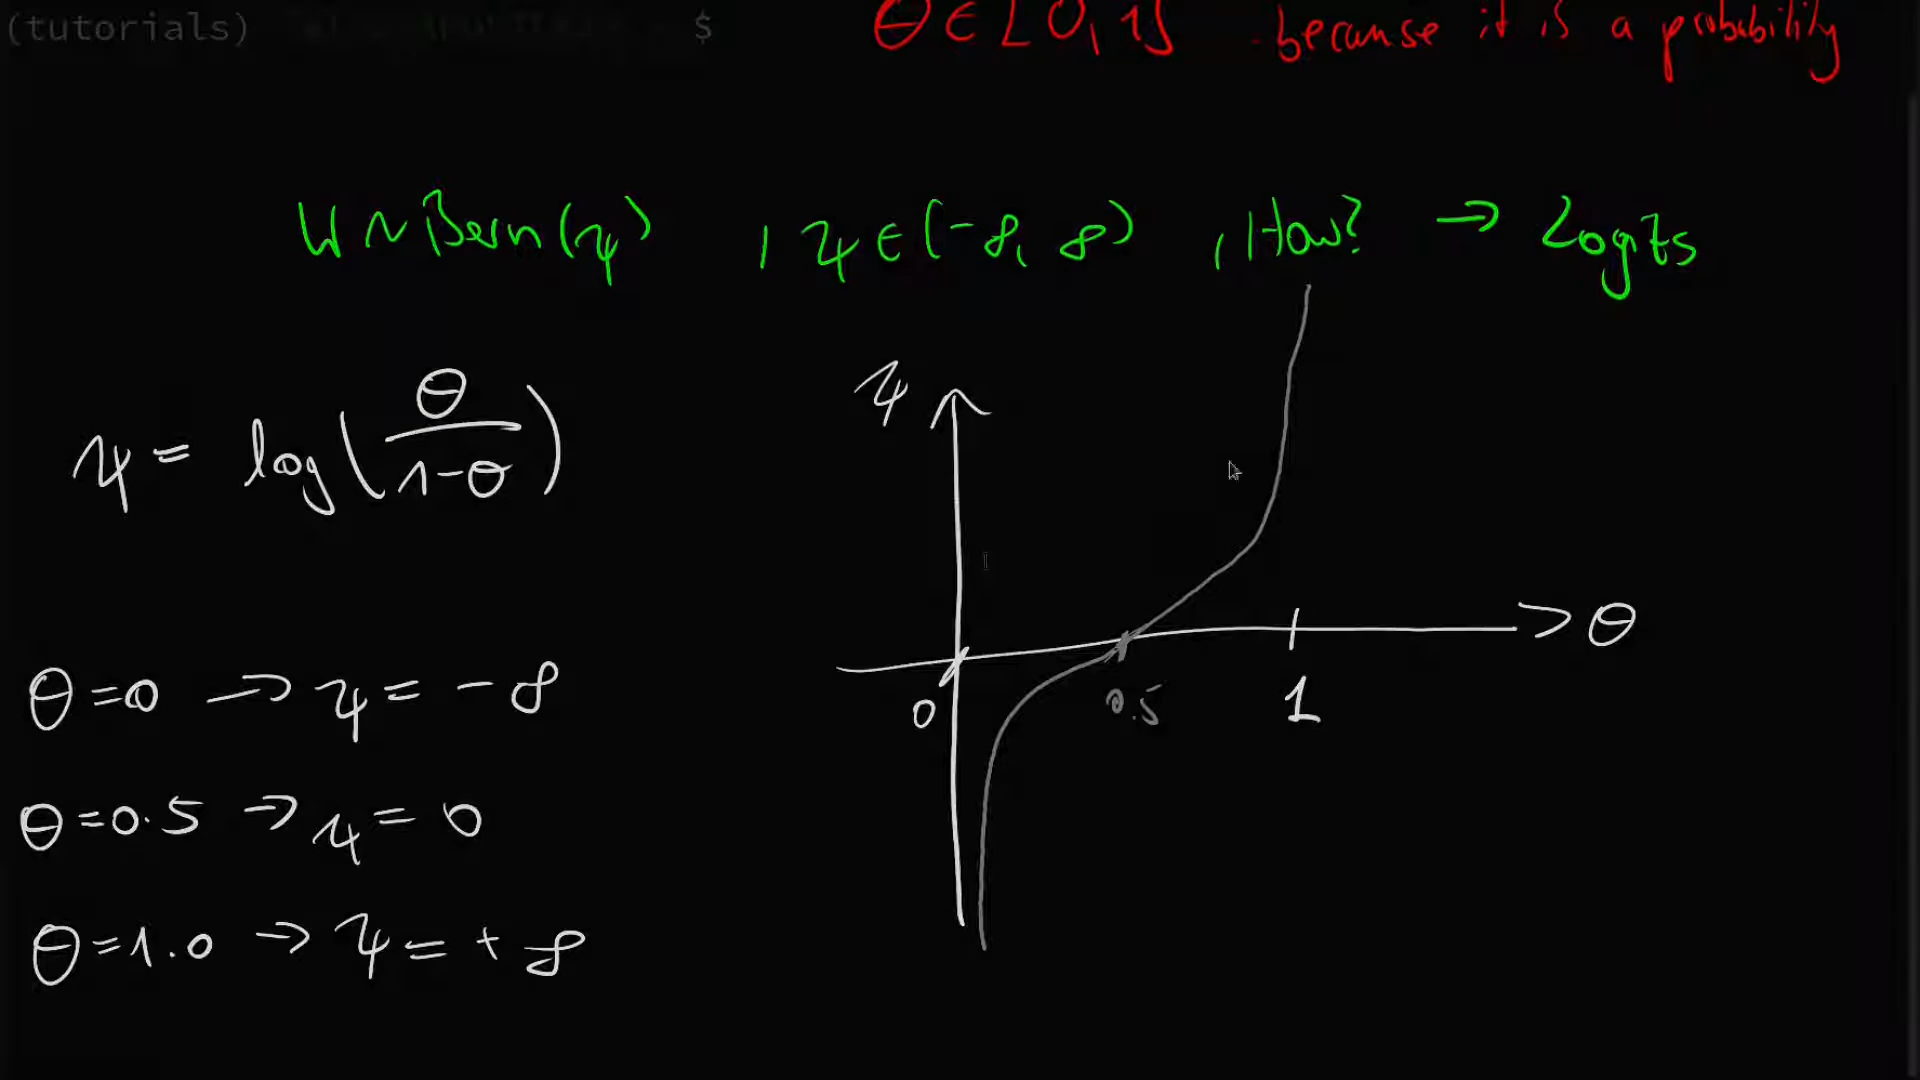 (tutorials) $
θ ∈ [0, 1] because it is a probability
W ~ Bern(ψ) , ψ ∈ (-∞, ∞) , How? → Logits
ψ = log(θ/(1-θ))
ψ
θ
0 0.5 1
θ=0 → ψ = -∞
θ=0.5 → ψ = 0
θ=1.0 → ψ = +∞